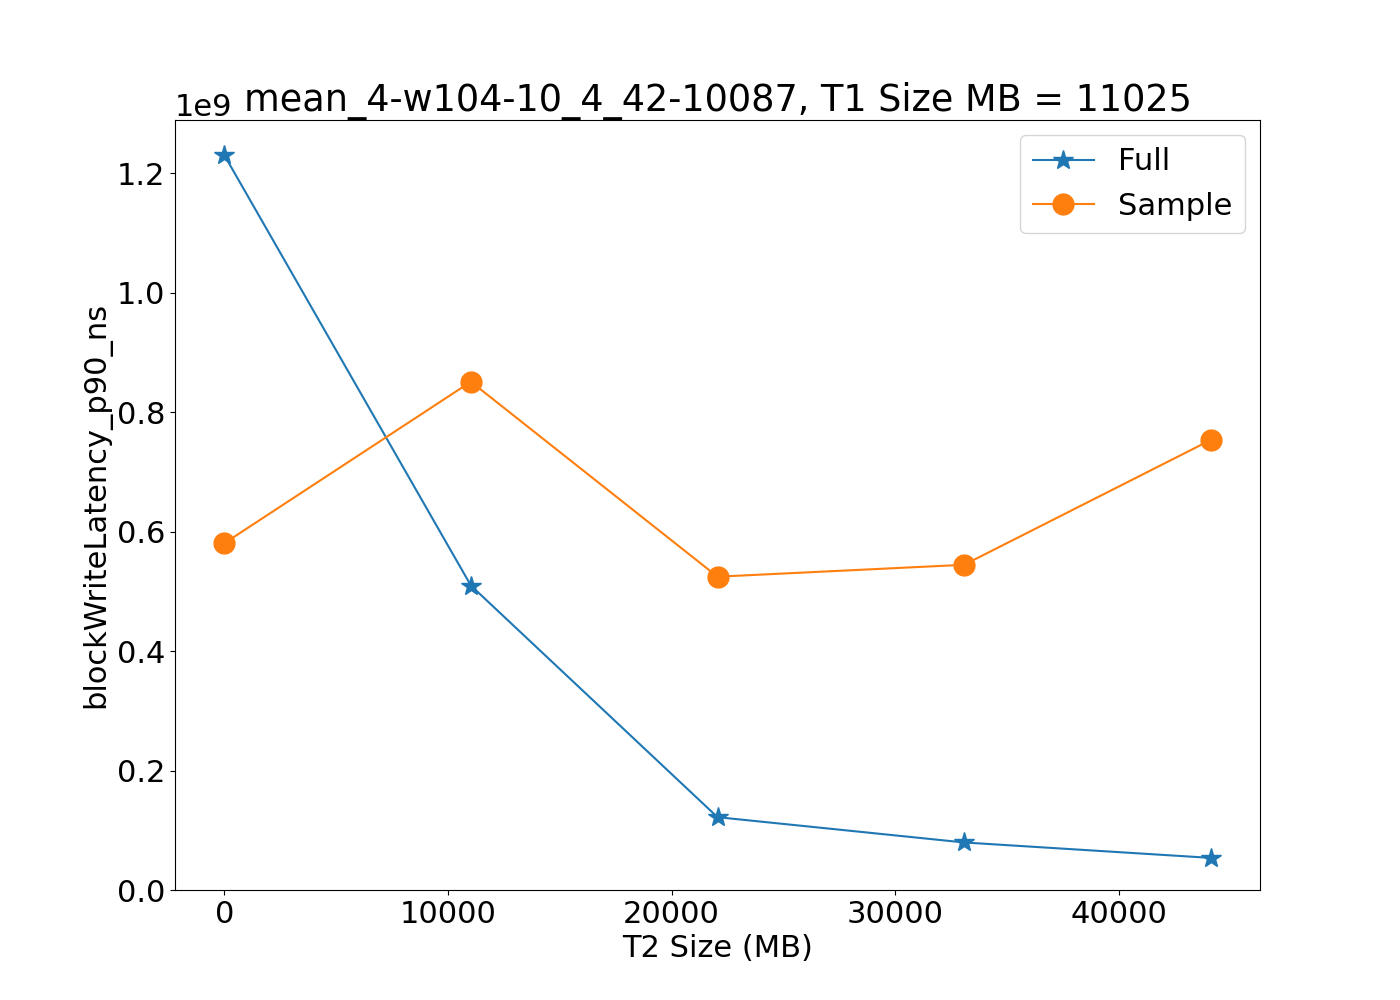 1e9
mean_4-w104-10_4_42-10087, T1 Size MB = 11025
Full
Sample
blockWriteLatency_p90_ns
1.2
1.0
0.8
0.6
0.4
0.2
0.0
0 10000 20000 30000 40000
T2 Size (MB)